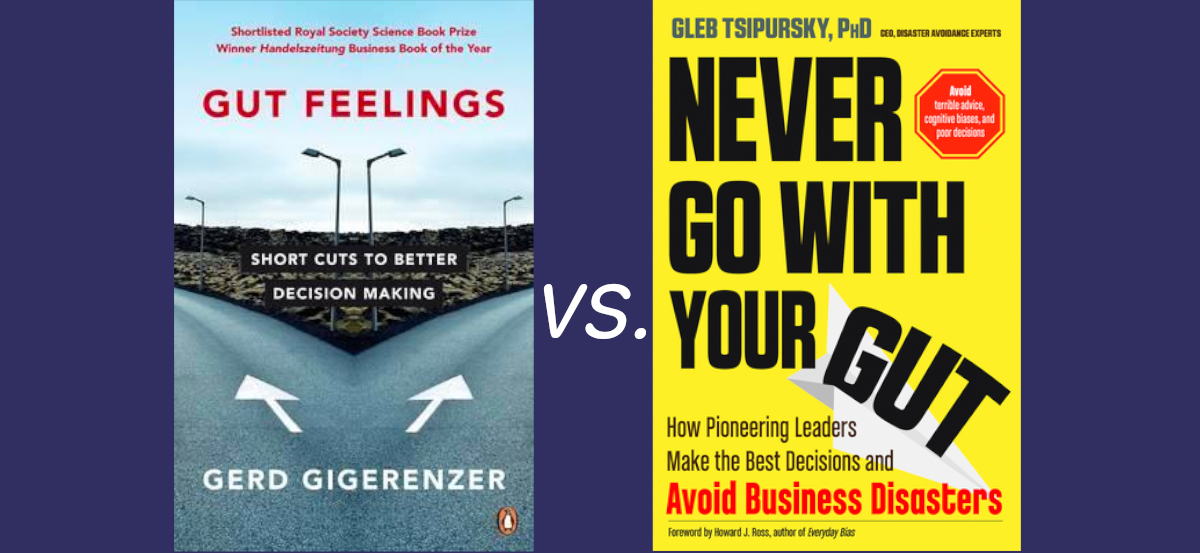 Shortlisted Royal Society Science Book Prize
Winner Handelszeitung Business Book of the Year
GUT FEELINGS
SHORT CUTS TO BETTER
DECISION MAKING
GERD GIGERENZER
VS.
GLEB TSIPURSKY, PHD CEO, DISASTER AVOIDANCE EXPERTS
NEVER
GO WITH
YOUR GUT
Avoid
terrible advice,
cognitive biases, and
poor decisions
How Pioneering Leaders
Make the Best Decisions and
Avoid Business Disasters
Foreword by Howard J. Ross, author of Everyday Bias